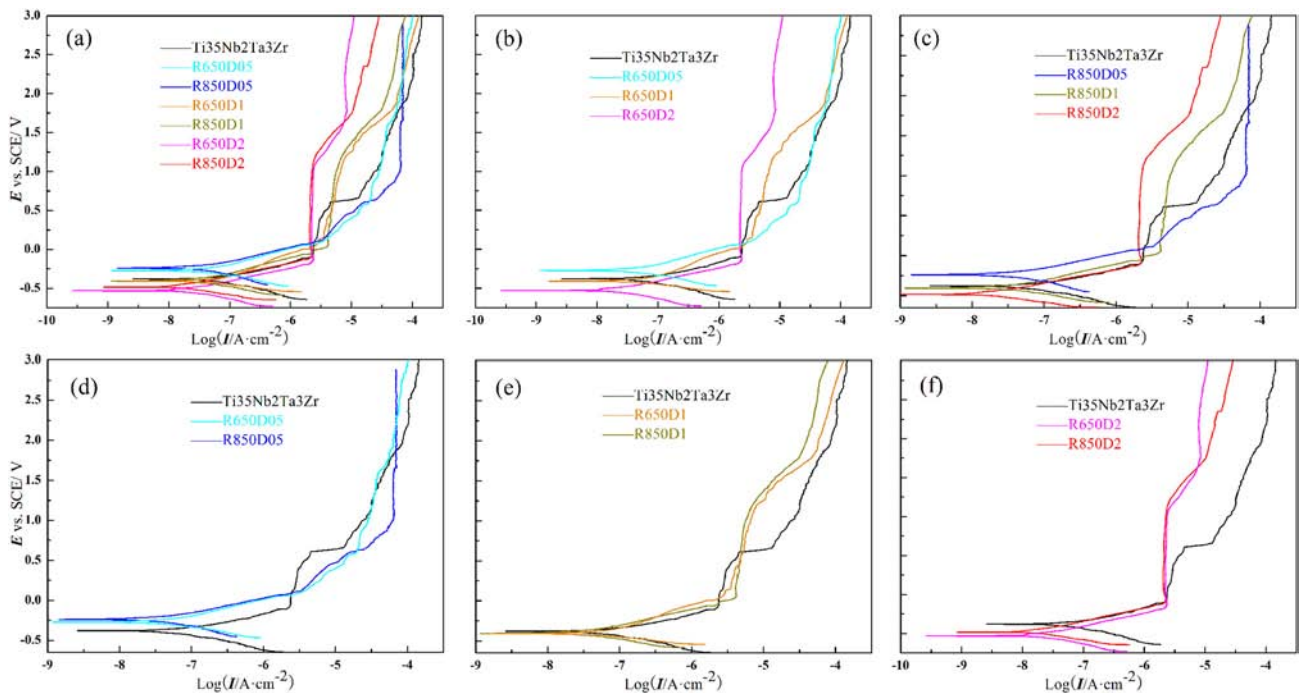 (a)
Ti35Nb2Ta3Zr
R650D05
R850D05
R650D1
R850D1
R650D2
R850D2
E vs. SCE/ V
3.0
2.5
2.0
1.5
1.0
0.5
0.0
-0.5
-10 -9 -8 -7 -6 -5 -4
Log(I/A·cm⁻²)
(b)
Ti35Nb2Ta3Zr
R650D05
R650D1
R650D2
-10 -9 -8 -7 -6 -5 -4
Log(I/A·cm⁻²)
(c)
Ti35Nb2Ta3Zr
R850D05
R850D1
R850D2
-9 -8 -7 -6 -5 -4
Log(I/A·cm⁻²)
(d)
Ti35Nb2Ta3Zr
R650D05
R850D05
E vs. SCE/ V
3.0
2.5
2.0
1.5
1.0
0.5
0.0
-0.5
-9 -8 -7 -6 -5 -4
Log(I/A·cm⁻²)
(e)
Ti35Nb2Ta3Zr
R650D1
R850D1
-9 -8 -7 -6 -5 -4
Log(I/A·cm⁻²)
(f)
Ti35Nb2Ta3Zr
R650D2
R850D2
-10 -9 -8 -7 -6 -5 -4
Log(I/A·cm⁻²)